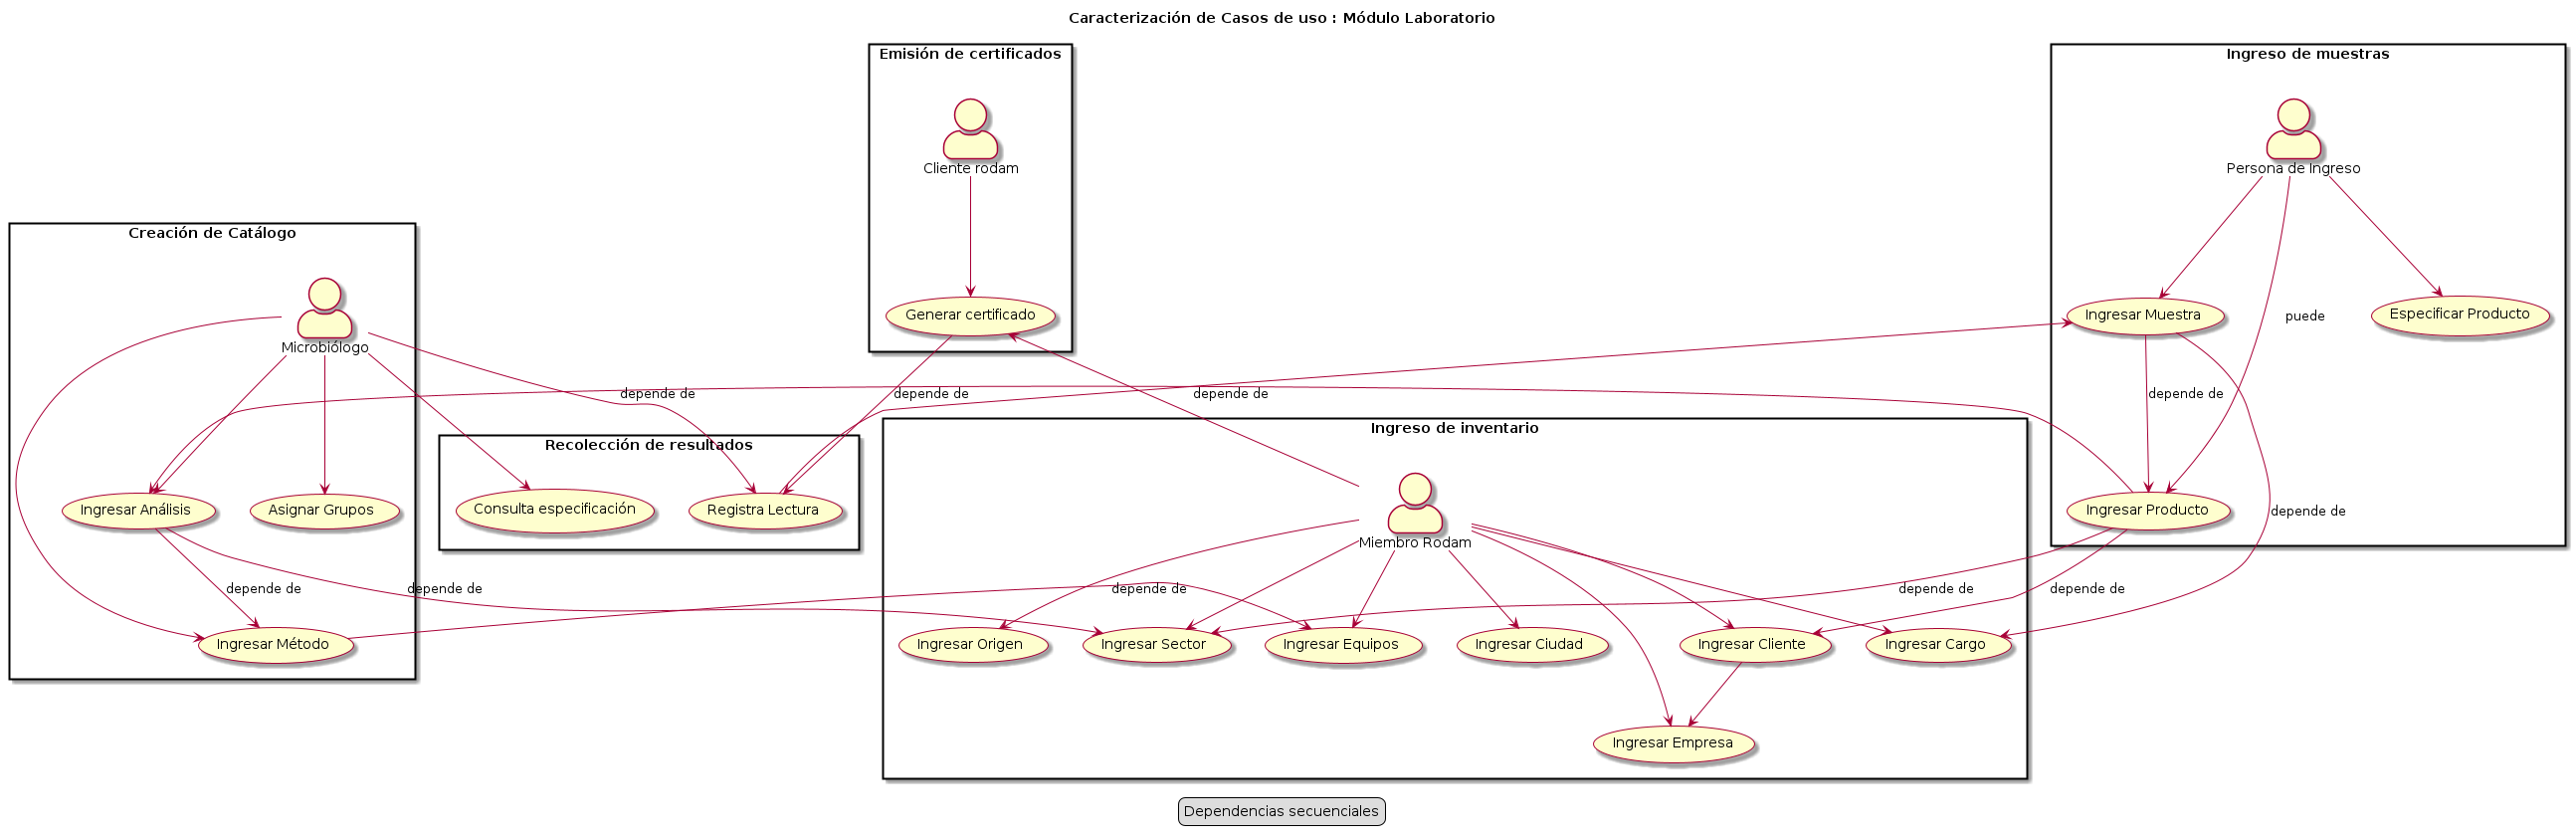 Caracterización de Casos de uso : Módulo Laboratorio
Emisión de certificados
Ingreso de muestras
Cliente rodam
Persona de Ingreso
Creación de Catálogo
Generar certificado
Ingresar Muestra
Especificar Producto
puede
Microbiólogo
depende de
depende de
depende de
depende de
Ingreso de inventario
Recolección de resultados
Ingresar Análisis
Asignar Grupos
Consulta especificación
Registra Lectura
Ingresar Producto
depende de
Miembro Rodam
depende de
depende de
depende de
depende de
depende de
Ingresar Método
Ingresar Origen
Ingresar Sector
Ingresar Equipos
Ingresar Ciudad
Ingresar Cliente
Ingresar Cargo
Ingresar Empresa
Dependencias secuenciales